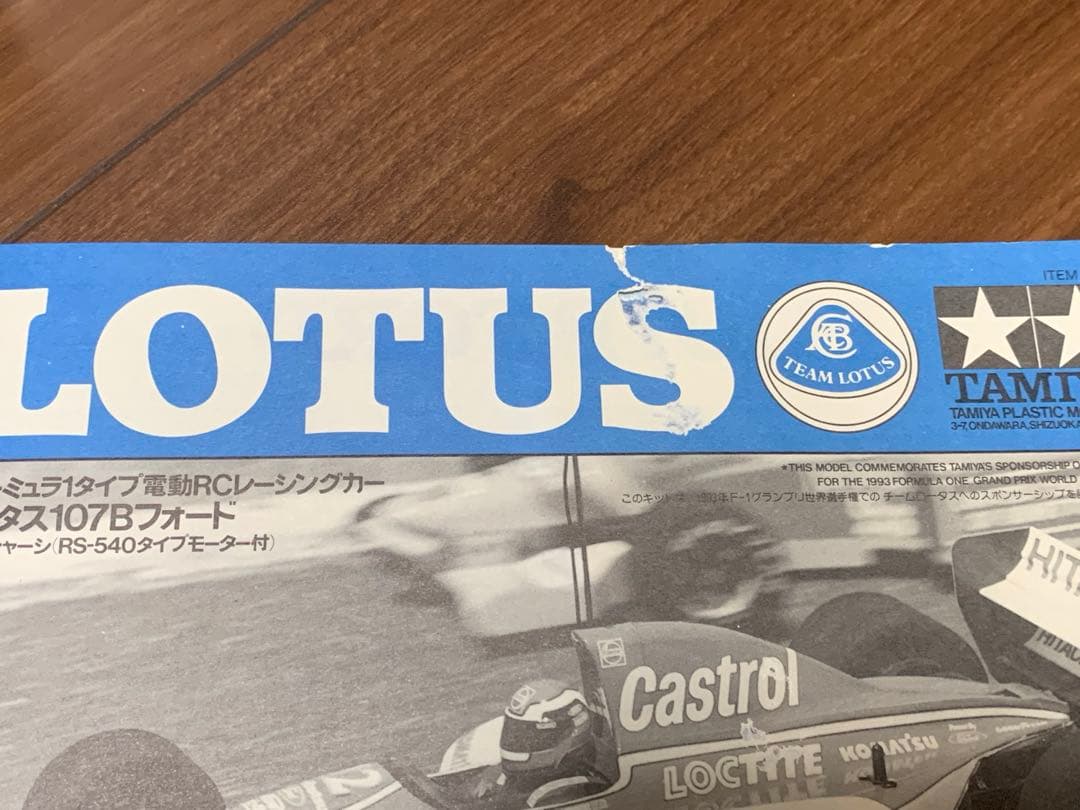 LOTUS
TEAM LOTUS
ITEM
TAMI
TAMIYA PLASTIC M
3-7, ONDAWARA, SHIZUOKA
*THIS MODEL COMMEMORATES TAMIYA'S SPONSORSHIP O
FOR THE 1993 FORMULA ONE GRAND PRIX WORLD
このキットは、1993年F-1グランプリ世界選手権での チームロータスへのスポンサーシップを
ミュラ1タイプ電動RCレーシングカー
タス107Bフォード
ャーシ(RS-540タイプモーター付)
HITA
HITAC
Castrol
LOCTITE
KOMATSU